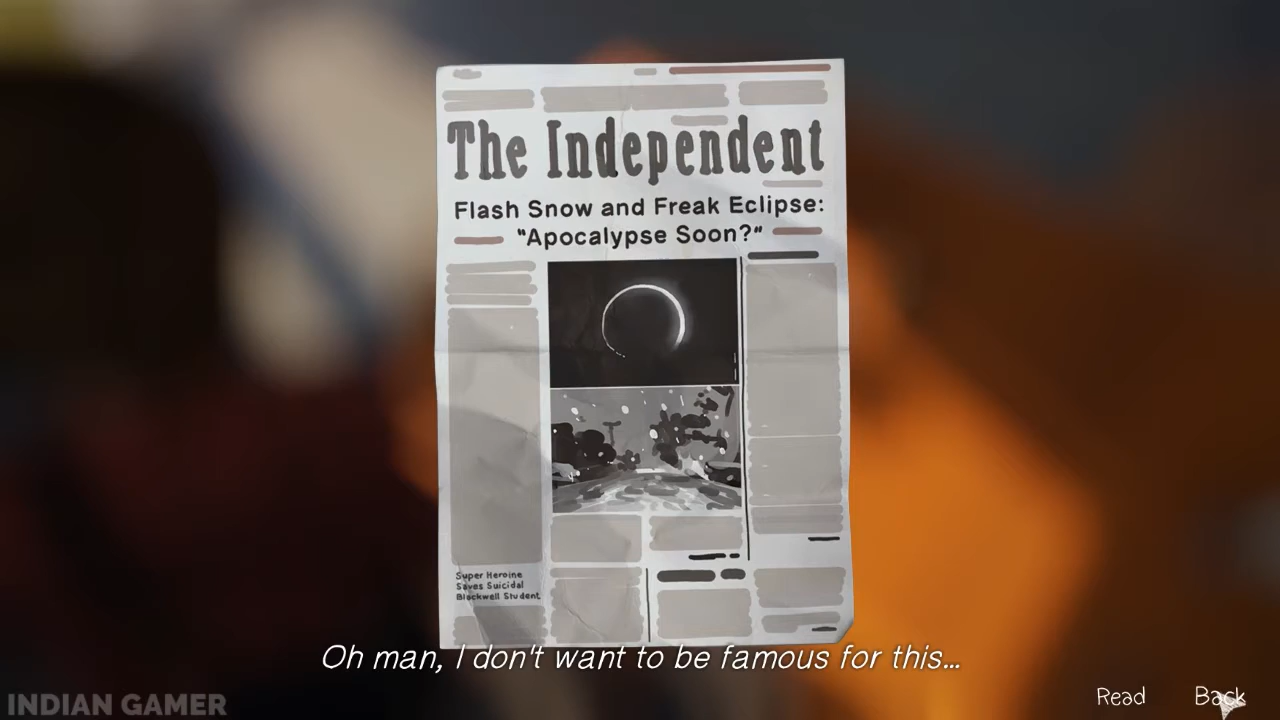 The Independent
Flash Snow and Freak Eclipse:
"Apocalypse Soon?"
Super Heroine
Saves Suicidal
Blackwell Student
Oh man, I don't want to be famous for this...
Read
Back
INDIAN GAMER